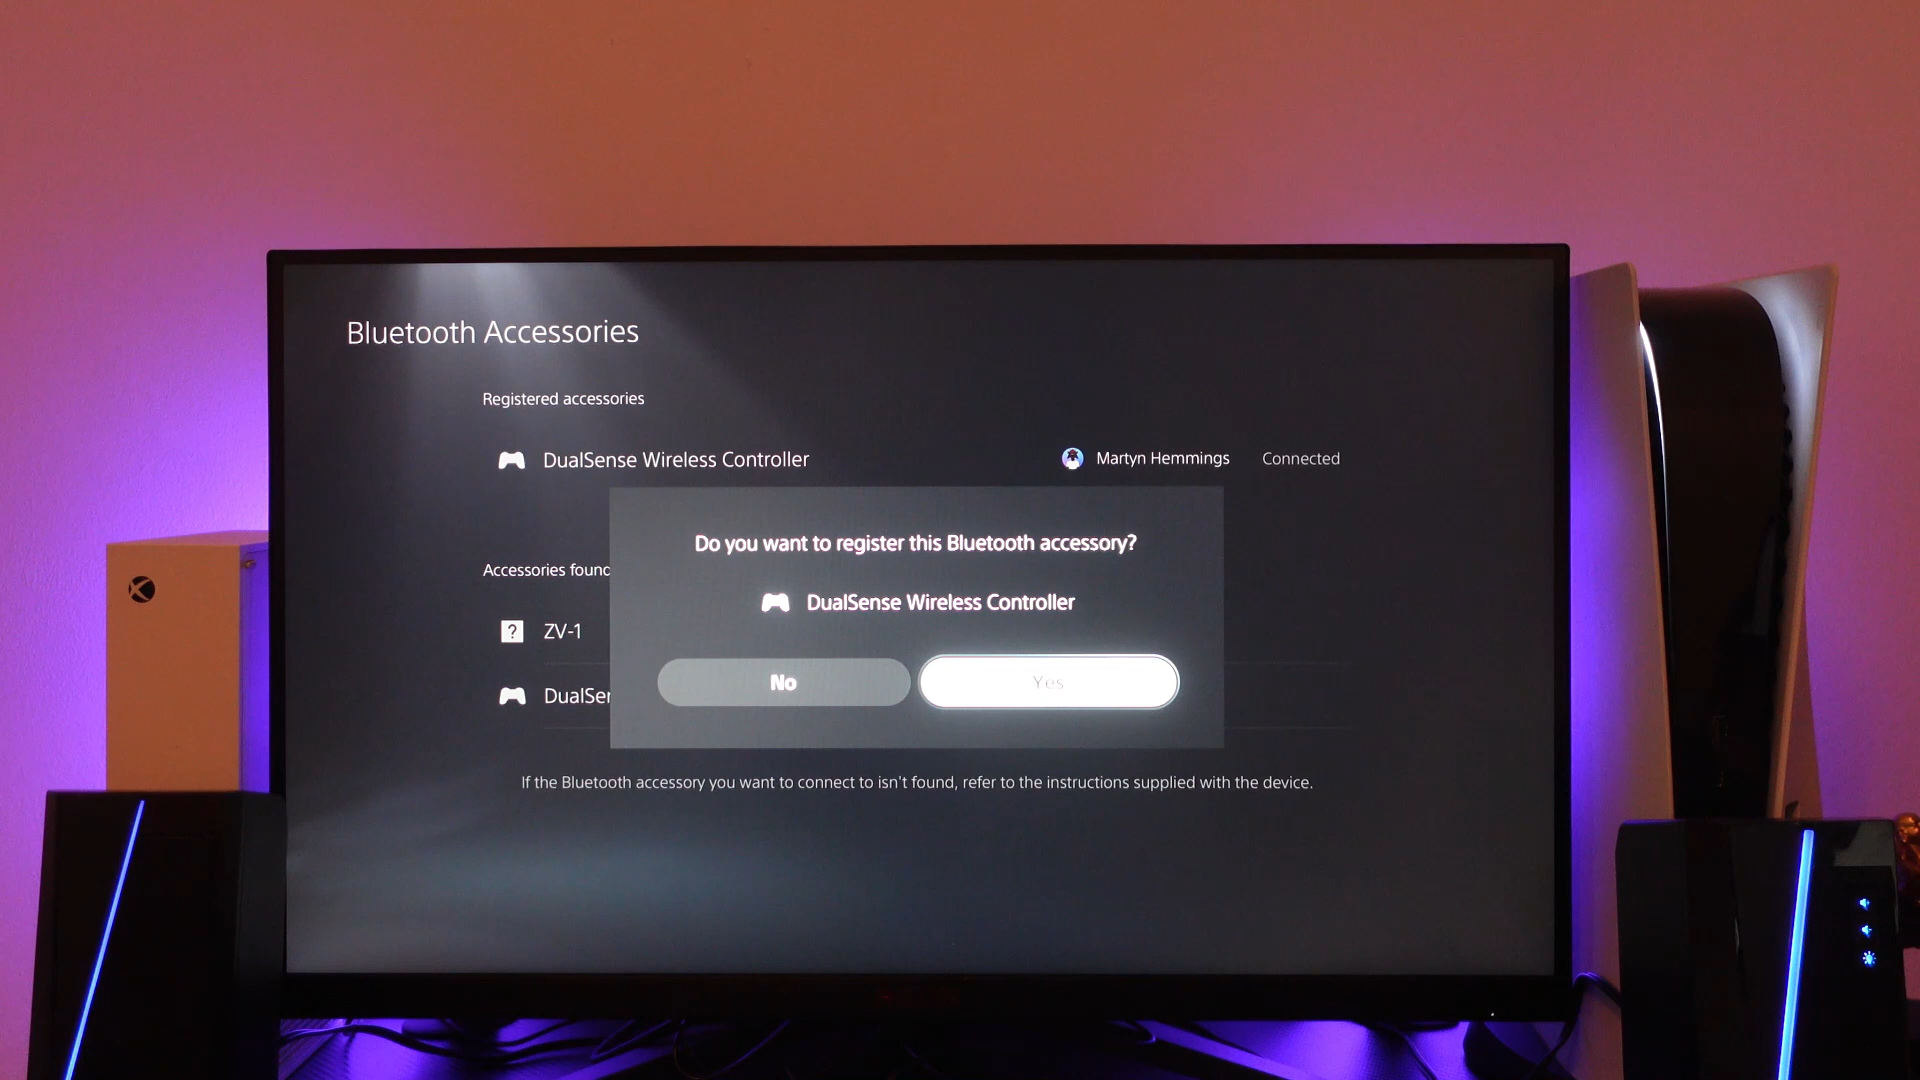 Bluetooth Accessories
Registered accessories
DualSense Wireless Controller Martyn Hemmings Connected
Do you want to register this Bluetooth accessory?
DualSense Wireless Controller
No Yes
Accessories found
? ZV-1
DualSen
If the Bluetooth accessory you want to connect to isn't found, refer to the instructions supplied with the device.